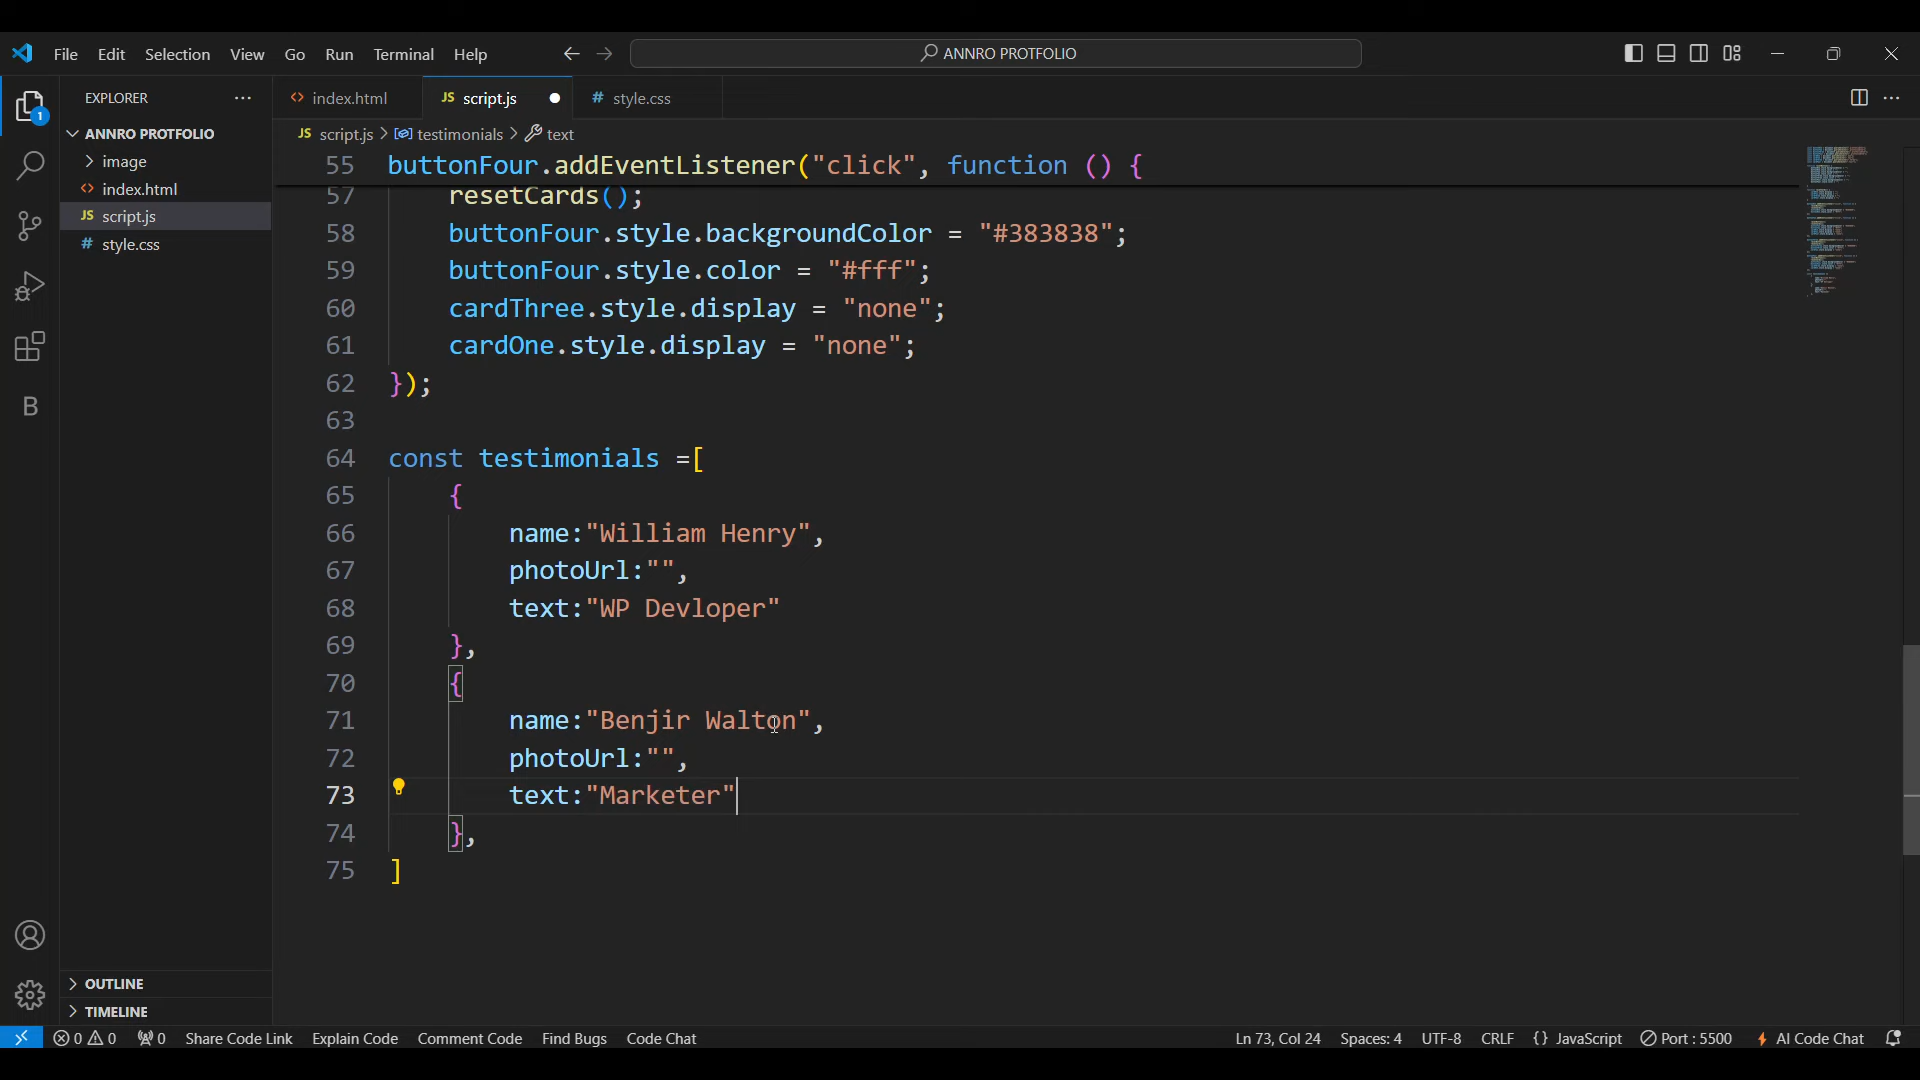 File Edit Selection View Go Run Terminal Help
ANNRO PROTFOLIO
EXPLORER
1
ANNRO PROTFOLIO
image
index.html
JS script.js
# style.css
B
OUTLINE
TIMELINE
index.html
JS script.js
# style.css
JS script.js > testimonials > text
55 buttonFour.addEventListener("click", function () {
57 resetCards();
58 buttonFour.style.backgroundColor = "#383838";
59 buttonFour.style.color = "#fff";
60 cardThree.style.display = "none";
61 cardOne.style.display = "none";
62 });
63
64 const testimonials =[
65 {
66 name:"William Henry",
67 photoUrl:"",
68 text:"WP Devloper"
69 },
70 {
71 name:"Benjir Walton",
72 photoUrl:"",
73 text:"Marketer"
74 },
75 ]
0 0 0 Share Code Link Explain Code Comment Code Find Bugs Code Chat Ln 73, Col 24 Spaces: 4 UTF-8 CRLF {} JavaScript Port : 5500 AI Code Chat